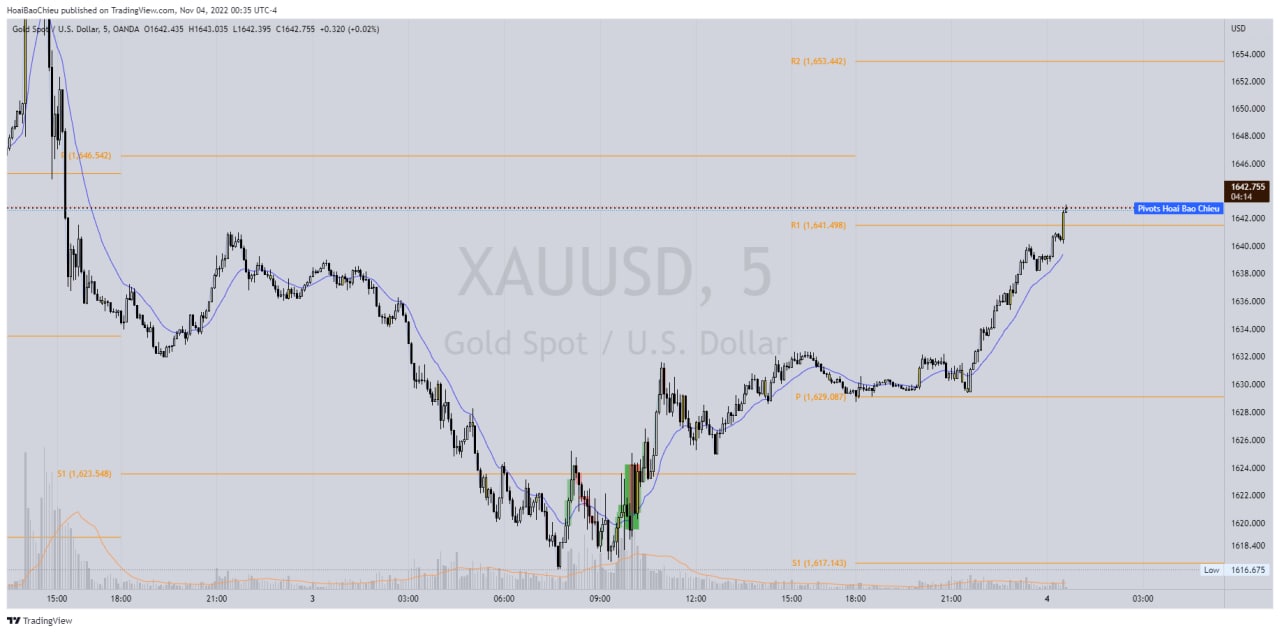 HoaiBaoChieu published on TradingView.com, Nov 04, 2022 00:35 UTC-4
Gold Spot / U.S. Dollar, 5, OANDA O1642.435 H1643.035 L1642.395 C1642.755 +0.320 (+0.02%)
USD
1654.000
1652.000
1650.000
1648.000
1646.000
1642.755
04:14
1642.000
1640.000
1638.000
1636.000
1634.000
1632.000
1630.000
1628.000
1626.000
1624.000
1622.000
1620.000
1618.400
Low 1616.675
R2 (1,653.442)
(1,646.542)
Pivots Hoai Bao Chieu
R1 (1,641.498)
XAUUSD, 5
Gold Spot / U.S. Dollar
P (1,629.087)
S1 (1,623.548)
S1 (1,617.143)
15:00 18:00 21:00 3 03:00 06:00 09:00 12:00 15:00 18:00 21:00 4 03:00
TradingView